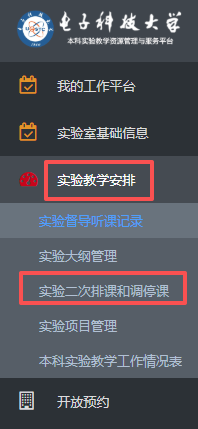 电子科技大学
本科实验教学资源管理与服务平台
我的工作平台
实验室基础信息
实验教学安排
实验督导听课记录
实验大纲管理
实验二次排课和调停课
实验项目管理
本科实验教学工作情况表
开放预约